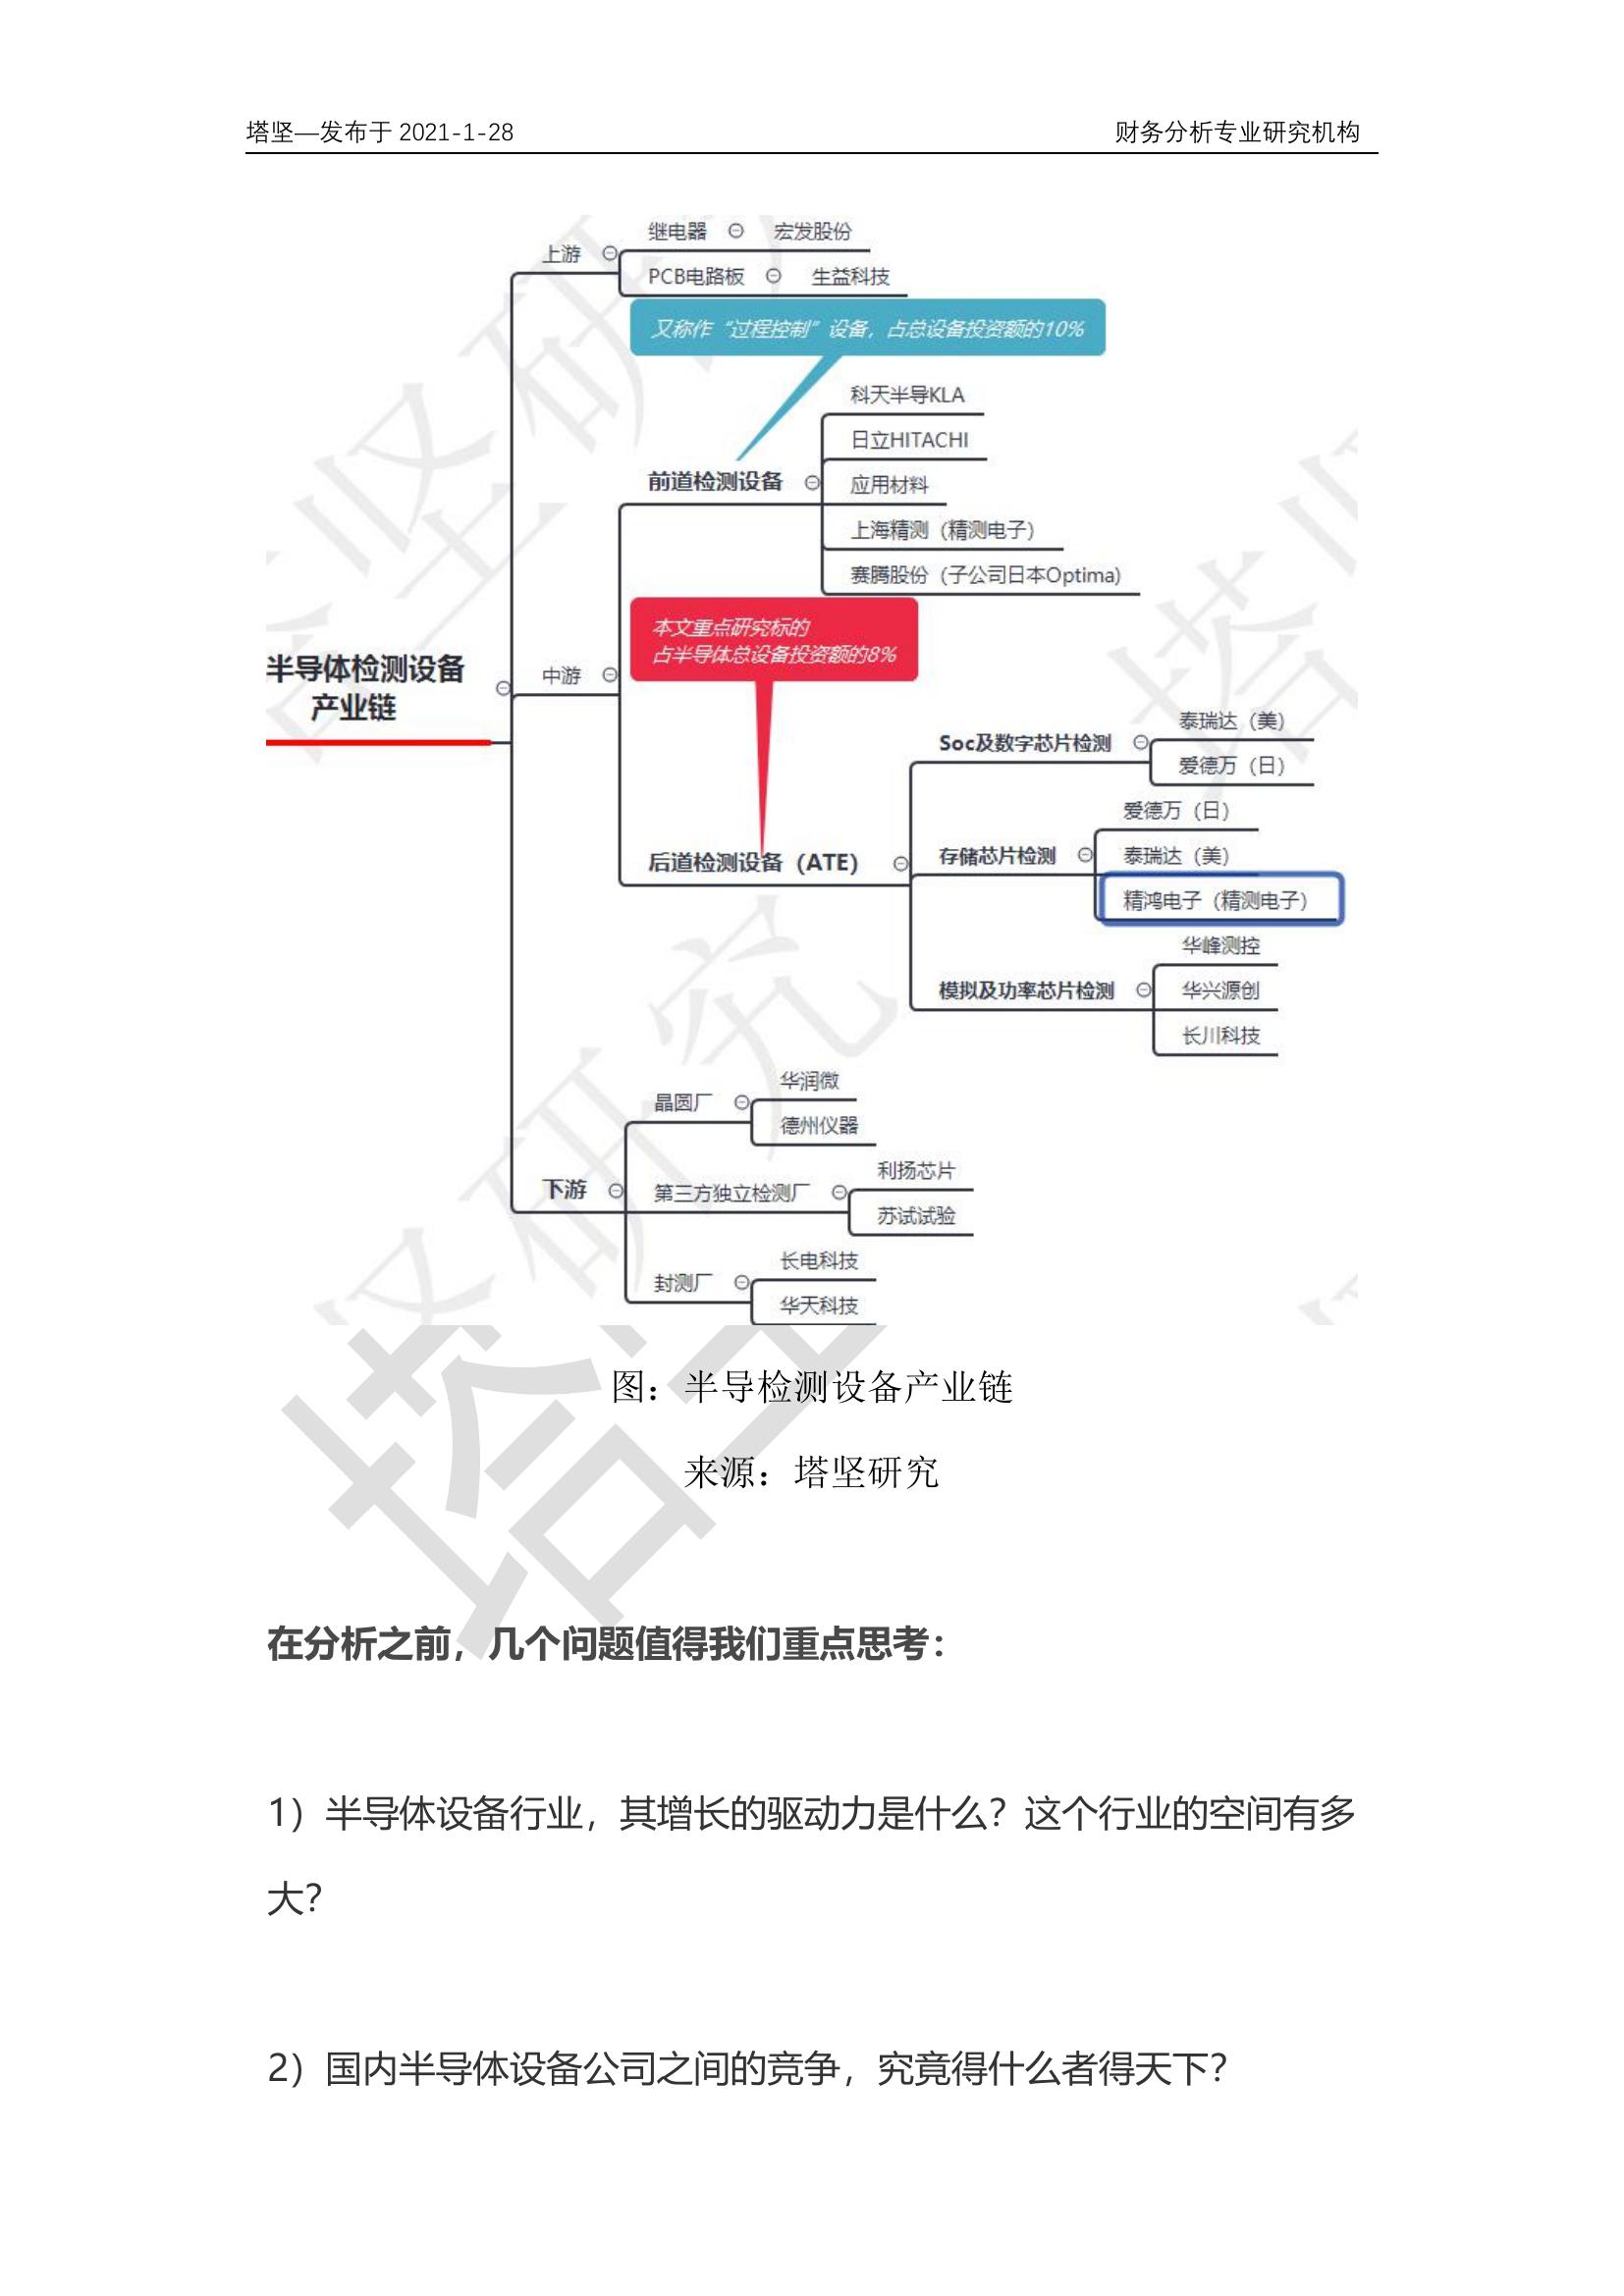 塔坚—发布于 2021-1-28
财务分析专业研究机构
继电器
宏发股份
上游
PCB电路板
生益科技
又称作“过程控制”设备，占总设备投资额的10%
科天半导KLA
日立HITACHI
前道检测设备
应用材料
上海精测（精测电子）
赛腾股份（子公司日本Optima)
本文重点研究标的
占半导体总设备投资额的8%
半导体检测设备
产业链
中游
泰瑞达（美）
Soc及数字芯片检测
爱德万（日）
爱德万（日）
后道检测设备（ATE）
存储芯片检测
泰瑞达（美）
精鸿电子（精测电子）
华峰测控
模拟及功率芯片检测
华兴源创
长川科技
华润微
晶圆厂
德州仪器
利扬芯片
下游
第三方独立检测厂
苏试试验
长电科技
封测厂
华天科技
图：半导检测设备产业链
来源：塔坚研究
在分析之前，几个问题值得我们重点思考：
1）半导体设备行业，其增长的驱动力是什么？这个行业的空间有多
大？
2）国内半导体设备公司之间的竞争，究竟得什么者得天下？